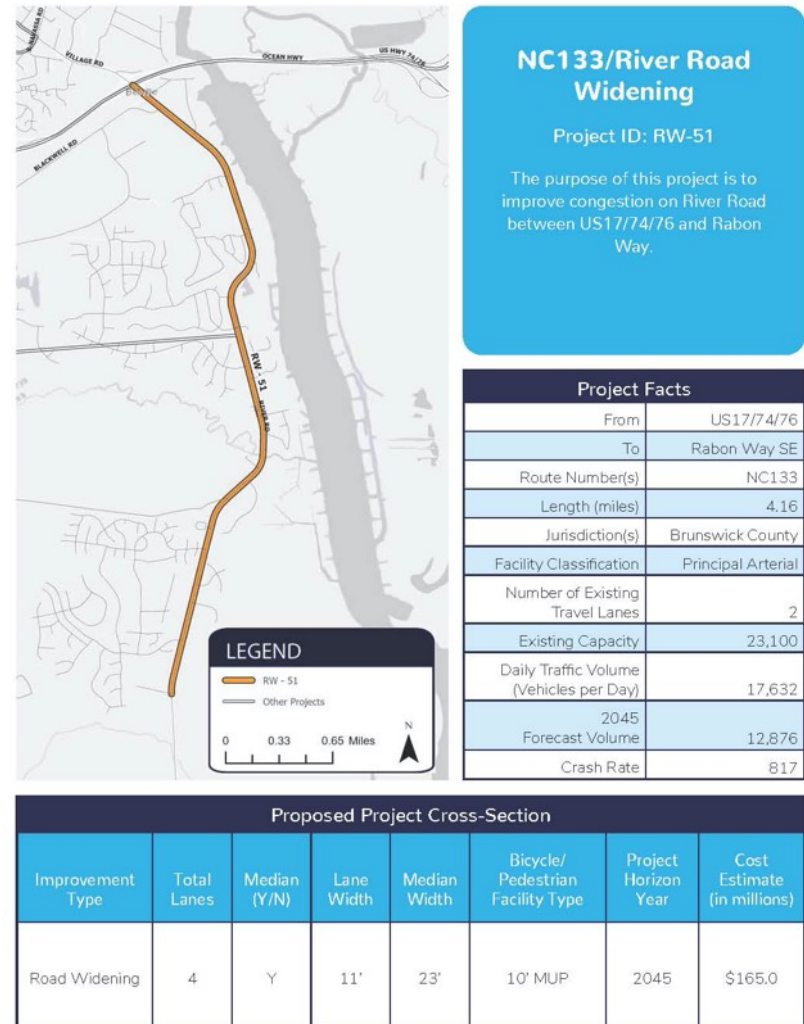 NAVASSA RD
VILLAGE RD
OCEAN HWY
US HWY 74/76
BLACKWELL RD
RW - 51
RIVER RD
LEGEND
RW - 51
Other Projects
0 0.33 0.65 Miles
N
NC133/River Road
Widening
Project ID: RW-51
The purpose of this project is to
improve congestion on River Road
between US17/74/76 and Rabon
Way.
Project Facts
From US17/74/76
To Rabon Way SE
Route Number(s) NC133
Length (miles) 4.16
Jurisdiction(s) Brunswick County
Facility Classification Principal Arterial
Number of Existing
Travel Lanes 2
Existing Capacity 23,100
Daily Traffic Volume
(Vehicles per Day) 17,632
2045
Forecast Volume 12,876
Crash Rate 817
Proposed Project Cross-Section
Improvement
Type
Total
Lanes
Median
(Y/N)
Lane
Width
Median
Width
Bicycle/
Pedestrian
Facility Type
Project
Horizon
Year
Cost
Estimate
(in millions)
Road Widening 4 Y 11' 23' 10' MUP 2045 $165.0